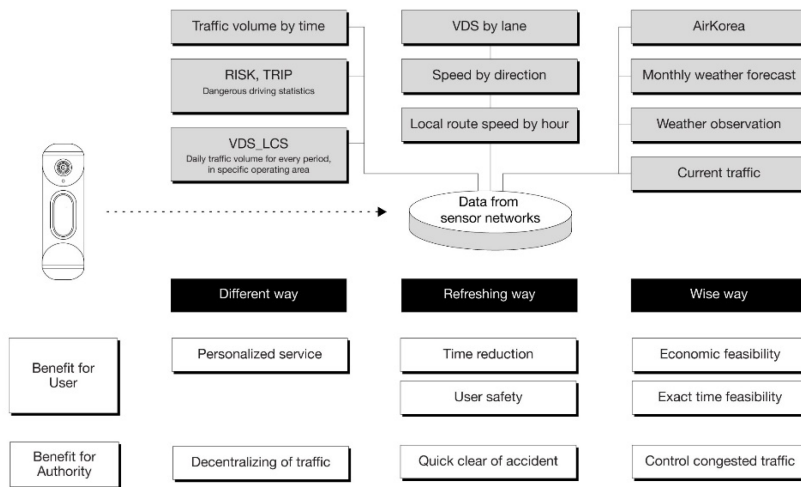 Traffic volume by time
VDS by lane
AirKorea
RISK, TRIP
Dangerous driving statistics
Speed by direction
Monthly weather forecast
VDS_LCS
Daily traffic volume for every period,
in specific operating area
Local route speed by hour
Weather observation
Current traffic
Data from
sensor networks
Different way
Refreshing way
Wise way
Benefit for
User
Personalized service
Time reduction
Economic feasibility
User safety
Exact time feasibility
Benefit for
Authority
Decentralizing of traffic
Quick clear of accident
Control congested traffic